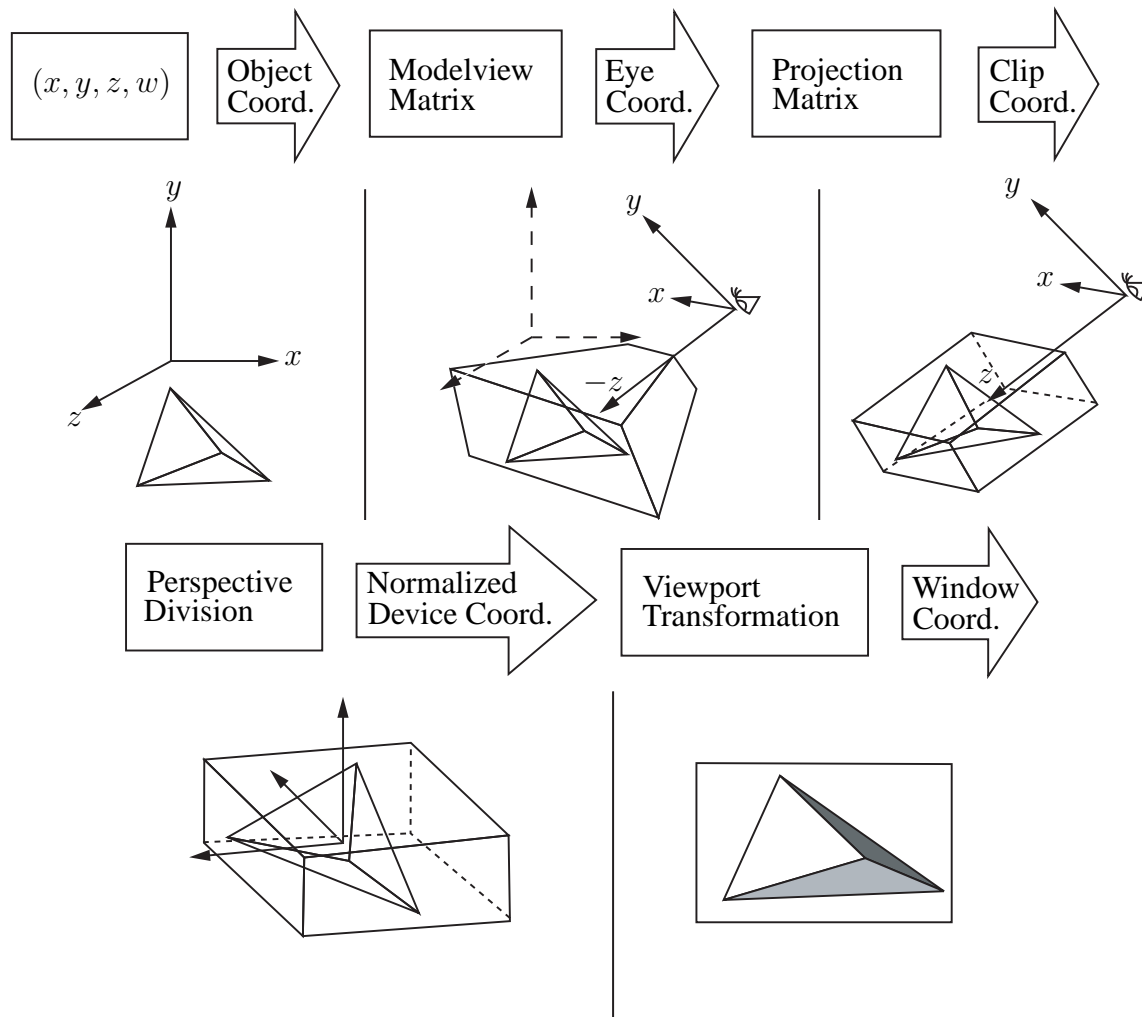 (x, y, z, w)
Object
Coord.
Modelview
Matrix
Eye
Coord.
Projection
Matrix
Clip
Coord.
y
x
z
y
x
−z
y
x
z
Perspective
Division
Normalized
Device Coord.
Viewport
Transformation
Window
Coord.